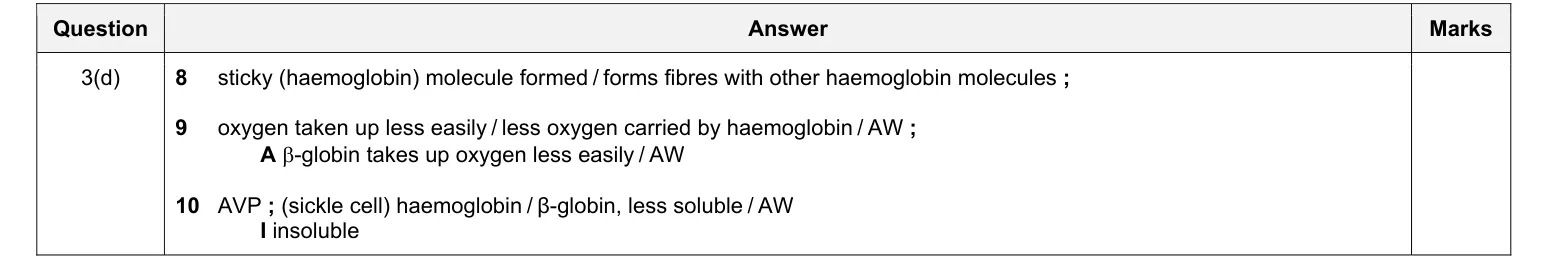 Question Answer Marks
3(d) 8 sticky (haemoglobin) molecule formed / forms fibres with other haemoglobin molecules ;
9 oxygen taken up less easily / less oxygen carried by haemoglobin / AW ;
A β-globin takes up oxygen less easily / AW
10 AVP ; (sickle cell) haemoglobin / β-globin, less soluble / AW
I insoluble